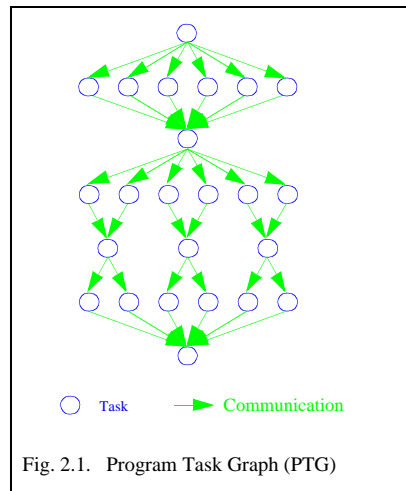 Task Communication
Fig. 2.1. Program Task Graph (PTG)